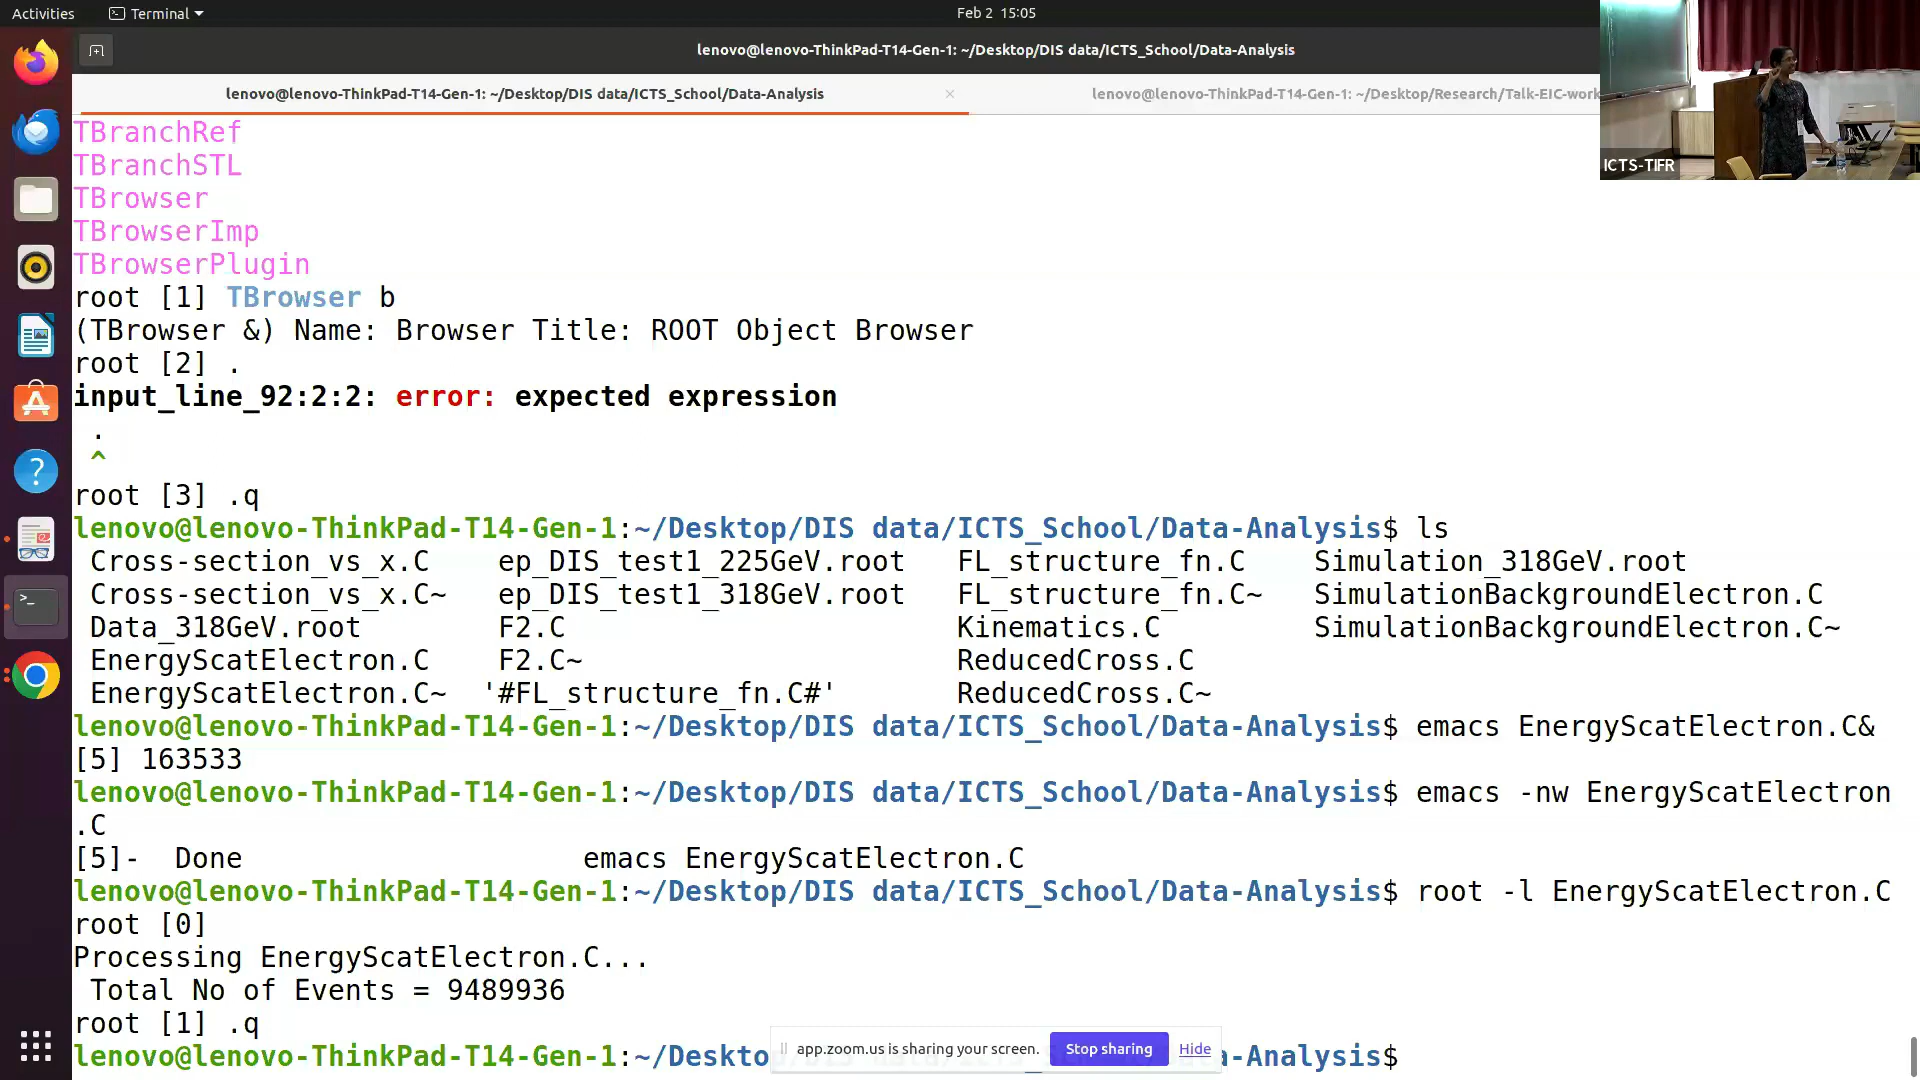 Activities Terminal Feb 2 15:05
lenovo@lenovo-ThinkPad-T14-Gen-1: ~/Desktop/DIS data/ICTS_School/Data-Analysis
lenovo@lenovo-ThinkPad-T14-Gen-1: ~/Desktop/DIS data/ICTS_School/Data-Analysis × lenovo@lenovo-ThinkPad-T14-Gen-1: ~/Desktop/Research/Talk-EIC-work
ICTS-TIFR
TBranchRef
TBranchSTL
TBrowser
TBrowserImp
TBrowserPlugin
root [1] TBrowser b
(TBrowser &) Name: Browser Title: ROOT Object Browser
root [2] .
input_line_92:2:2: error: expected expression
.
^
root [3] .q
lenovo@lenovo-ThinkPad-T14-Gen-1:~/Desktop/DIS data/ICTS_School/Data-Analysis$ ls
Cross-section_vs_x.C ep_DIS_test1_225GeV.root FL_structure_fn.C Simulation_318GeV.root
Cross-section_vs_x.C~ ep_DIS_test1_318GeV.root FL_structure_fn.C~ SimulationBackgroundElectron.C
Data_318GeV.root F2.C Kinematics.C SimulationBackgroundElectron.C~
EnergyScatElectron.C F2.C~ ReducedCross.C
EnergyScatElectron.C~ '#FL_structure_fn.C#' ReducedCross.C~
lenovo@lenovo-ThinkPad-T14-Gen-1:~/Desktop/DIS data/ICTS_School/Data-Analysis$ emacs EnergyScatElectron.C&
[5] 163533
lenovo@lenovo-ThinkPad-T14-Gen-1:~/Desktop/DIS data/ICTS_School/Data-Analysis$ emacs -nw EnergyScatElectron
.C
[5]- Done emacs EnergyScatElectron.C
lenovo@lenovo-ThinkPad-T14-Gen-1:~/Desktop/DIS data/ICTS_School/Data-Analysis$ root -l EnergyScatElectron.C
root [0]
Processing EnergyScatElectron.C...
Total No of Events = 9489936
root [1] .q
lenovo@lenovo-ThinkPad-T14-Gen-1:~/Deskto a-Analysis$
app.zoom.us is sharing your screen. Stop sharing Hide